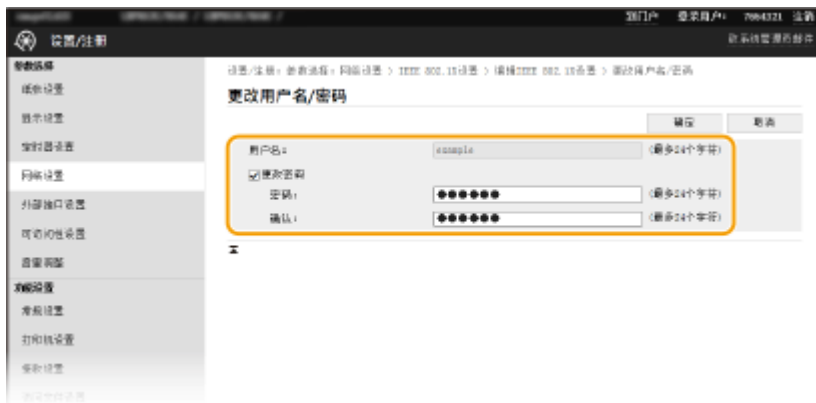 到门户 登录用户: 7654321 注销
设置/注册
致系统管理员邮件
参数选择
纸张设置
显示设置
定时器设置
网络设置
外部接口设置
可访问性设置
音量调整
功能设置
常规设置
打印机设置
接收设置
设置/注册: 参数选择: 网络设置 > IEEE 802.1X设置 > 编辑IEEE 802.1X设置 > 更改用户名/密码
更改用户名/密码
确定 取消
用户名: example (最多24个字符)
更改密码
密码: ●●●●●● (最多24个字符)
确认: ●●●●●● (最多24个字符)